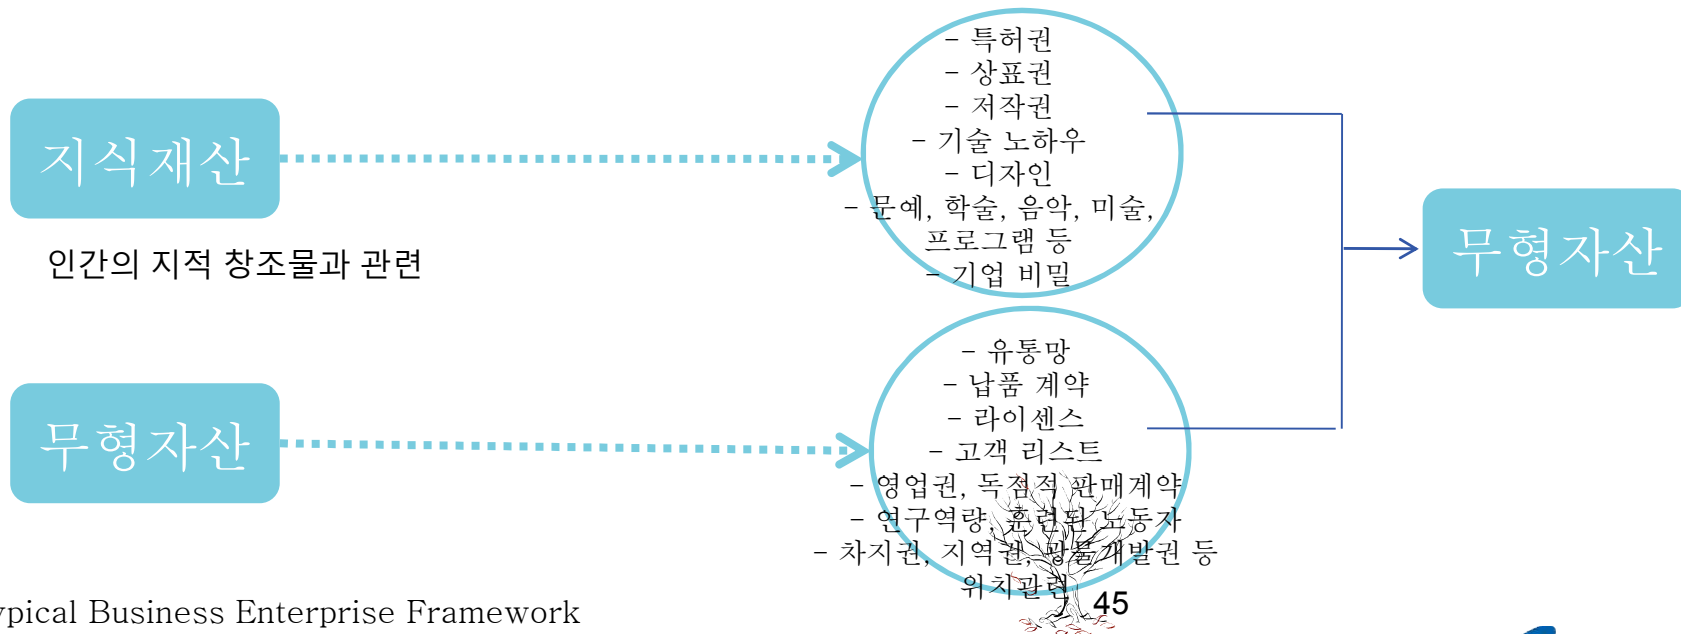 지식재산
인간의 지적 창조물과 관련
- 특허권
- 상표권
- 저작권
- 기술 노하우
- 디자인
- 문예, 학술, 음악, 미술,
프로그램 등
- 기업 비밀
무형자산
- 유통망
- 납품 계약
- 라이센스
- 고객 리스트
- 영업권, 독점적 판매계약
- 연구역량, 훈련된 노동자
- 차지권, 지역권, 광물개발권 등
위치관련
무형자산
ypical Business Enterprise Framework
45